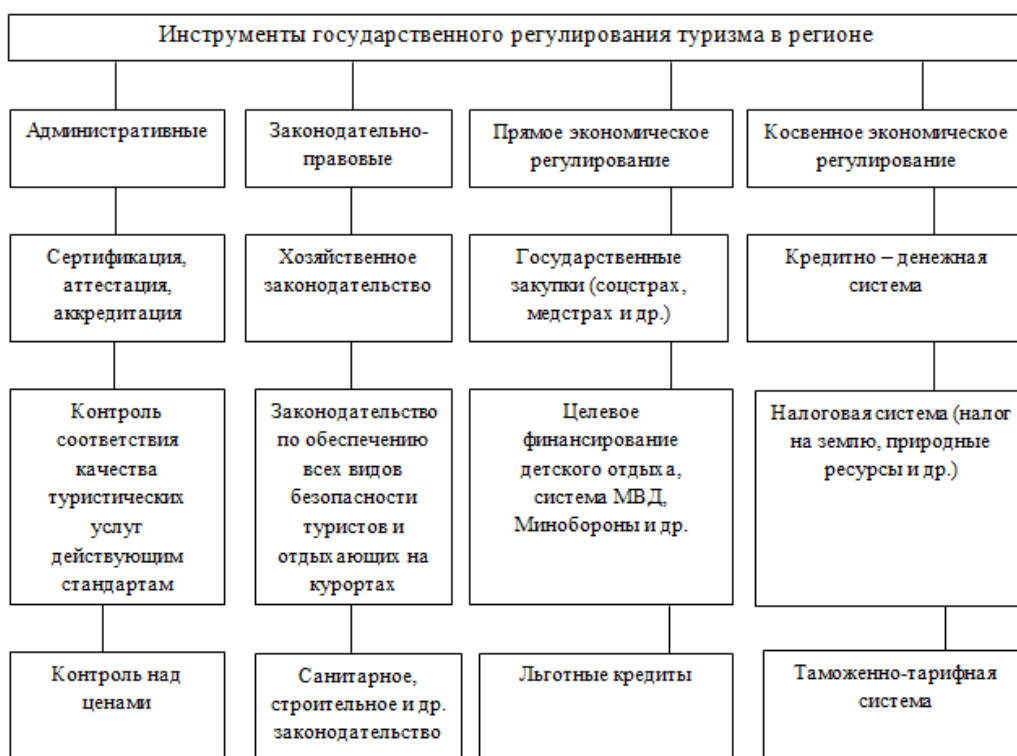 Инструменты государственного регулирования туризма в регионе
Административные
Законодательно-
правовые
Прямое экономическое
регулирование
Косвенное экономическое
регулирование
Сертификация,
аттестация,
аккредитация
Хозяйственное
законодательство
Государственные
закупки (соцстрах,
медстрах и др.)
Кредитно – денежная
система
Контроль
соответствия
качества
туристических
услуг
действующим
стандартам
Законодательство
по обеспечению
всех видов
безопасности
туристов и
отдыхающих на
курортах
Целевое
финансирование
детского отдыха,
система МВД,
Минобороны и др.
Налоговая система (налог
на землю, природные
ресурсы и др.)
Контроль над
ценами
Санитарное,
строительное и др.
законодательство
Льготные кредиты
Таможенно-тарифная
система